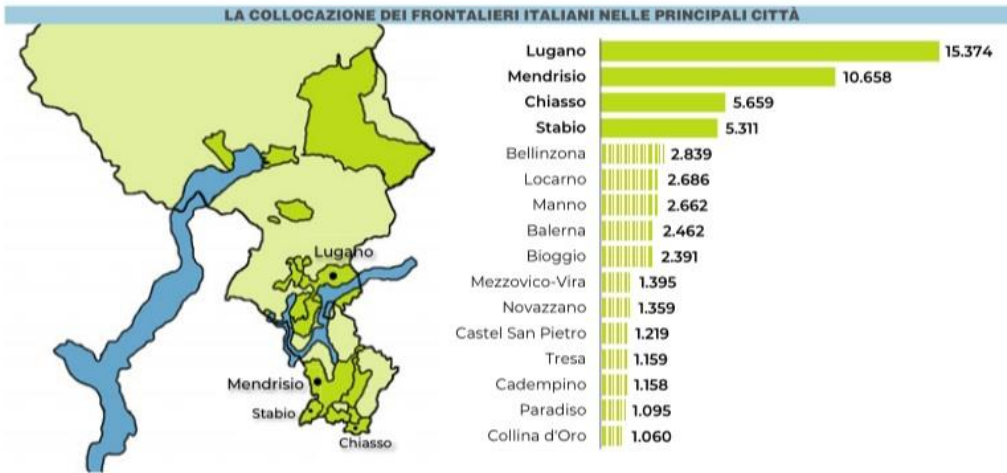 LA COLLOCAZIONE DEI FRONTALIERI ITALIANI NELLE PRINCIPALI CITTÀ
Lugano
Mendrisio
Stabio
Chiasso
Lugano 15.374
Mendrisio 10.658
Chiasso 5.659
Stabio 5.311
Bellinzona 2.839
Locarno 2.686
Manno 2.662
Balerna 2.462
Bioggio 2.391
Mezzovico-Vira 1.395
Novazzano 1.359
Castel San Pietro 1.219
Tresa 1.159
Cadempino 1.158
Paradiso 1.095
Collina d'Oro 1.060